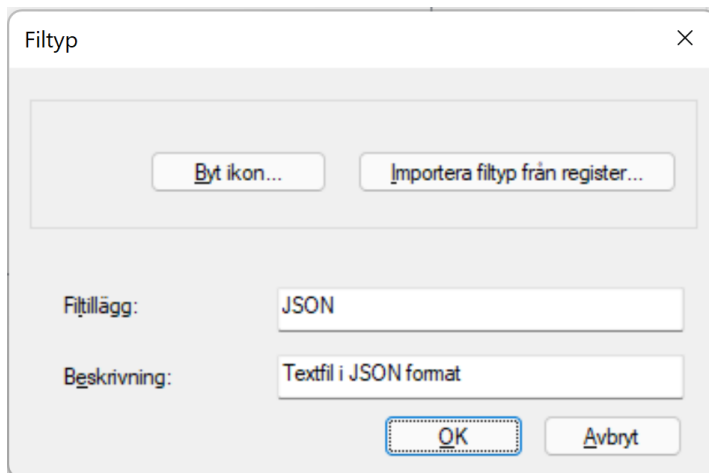 Filtyp
Byt ikon... Importera filtyp från register...
Filtillägg: JSON
Beskrivning: Textfil i JSON format
OK Avbryt